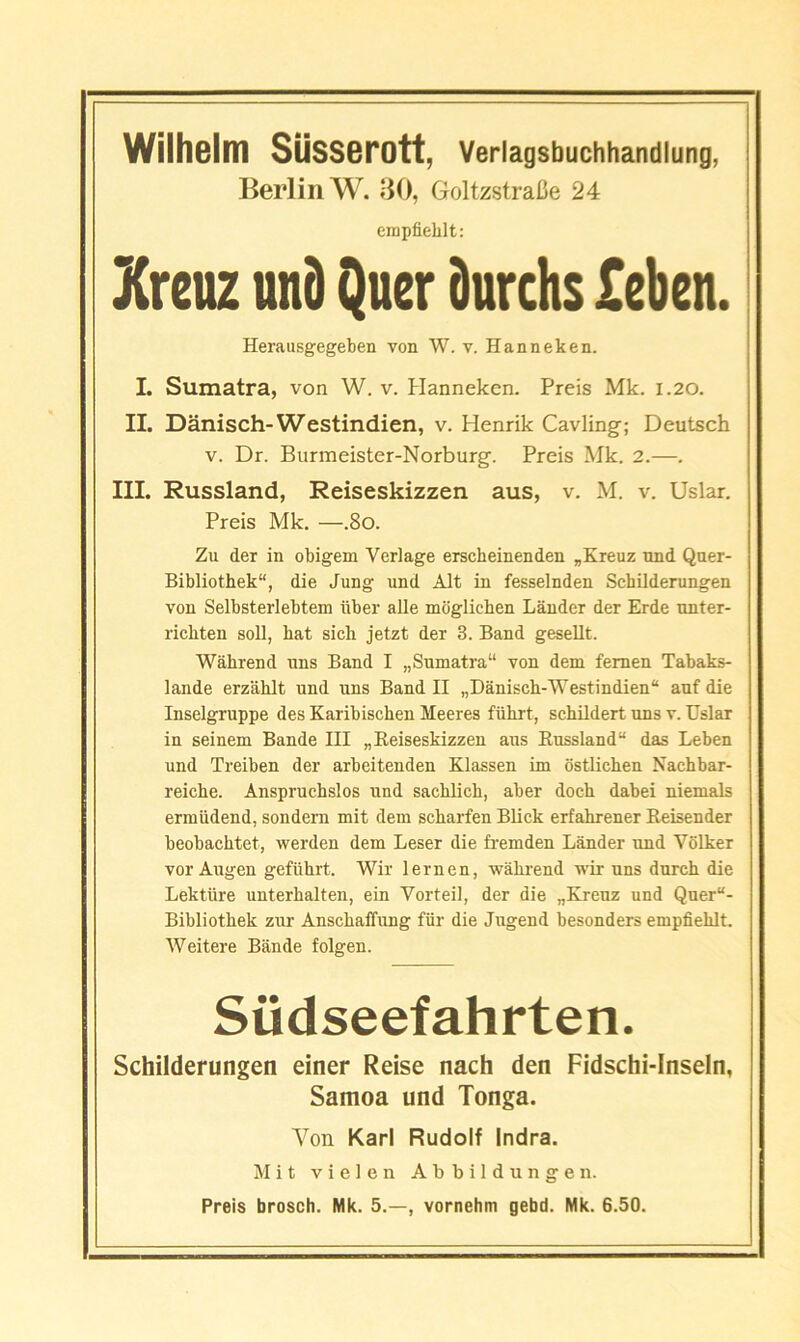 Wilhelm Süsserott, Verlagsbuchhandlung,
Berlin W. 30, Goltzstraße 24
empfiehlt:
Kreuz und Quer durchs Leben.
Herausgegeben von W. v. Hanneken.
I. Sumatra, von W. v. Hanneken. Preis Mk. 1.20.
II. Dänisch-Westindien, v. Henrik Cavling; Deutsch
v. Dr. Burmeister-Norburg. Preis Mk. 2.—.
III. Russland, Reiseskizzen aus, v. M. v. Uslar.
Preis Mk. —.80.
Zu der in obigem Verlage erscheinenden „Kreuz und Quer-
Bibliothek“, die Jung und Alt in fesselnden Schilderungen
von Selbsterlebtem über alle möglichen Länder der Erde unter-
richten soll, hat sich jetzt der 3. Band gesellt.
Während uns Band I „Sumatra“ von dem fernen Tabaks-
lande erzählt und uns Band II „Dänisch-Westindien“ auf die
Inselgruppe des Karibischen Meeres führt, schildert uns v. Uslar
in seinem Bande III „Reiseskizzen aus Russland“ das Leben
und Treiben der arbeitenden Klassen im östlichen Nachbar-
reiche. Anspruchslos und sachlich, aber doch dabei niemals
ermüdend, sondern mit dem scharfen Blick erfahrener Reisender
beobachtet, werden dem Leser die fremden Länder und Völker
vor Augen geführt. Wir lernen, während wir uns durch die
Lektüre unterhalten, ein Vorteil, der die „Kreuz und Quer“-
Bibliothek zur Anschaffung für die Jugend besonders empfiehlt.
Weitere Bände folgen.
Südseefahrten.
Schilderungen einer Reise nach den Fidschi-Inseln,
Samoa und Tonga.
Von Karl Rudolf Indra.
Mit vielen Abbildungen.
Preis brosch. Mk. 5.—, vornehm gebd. Mk. 6.50.